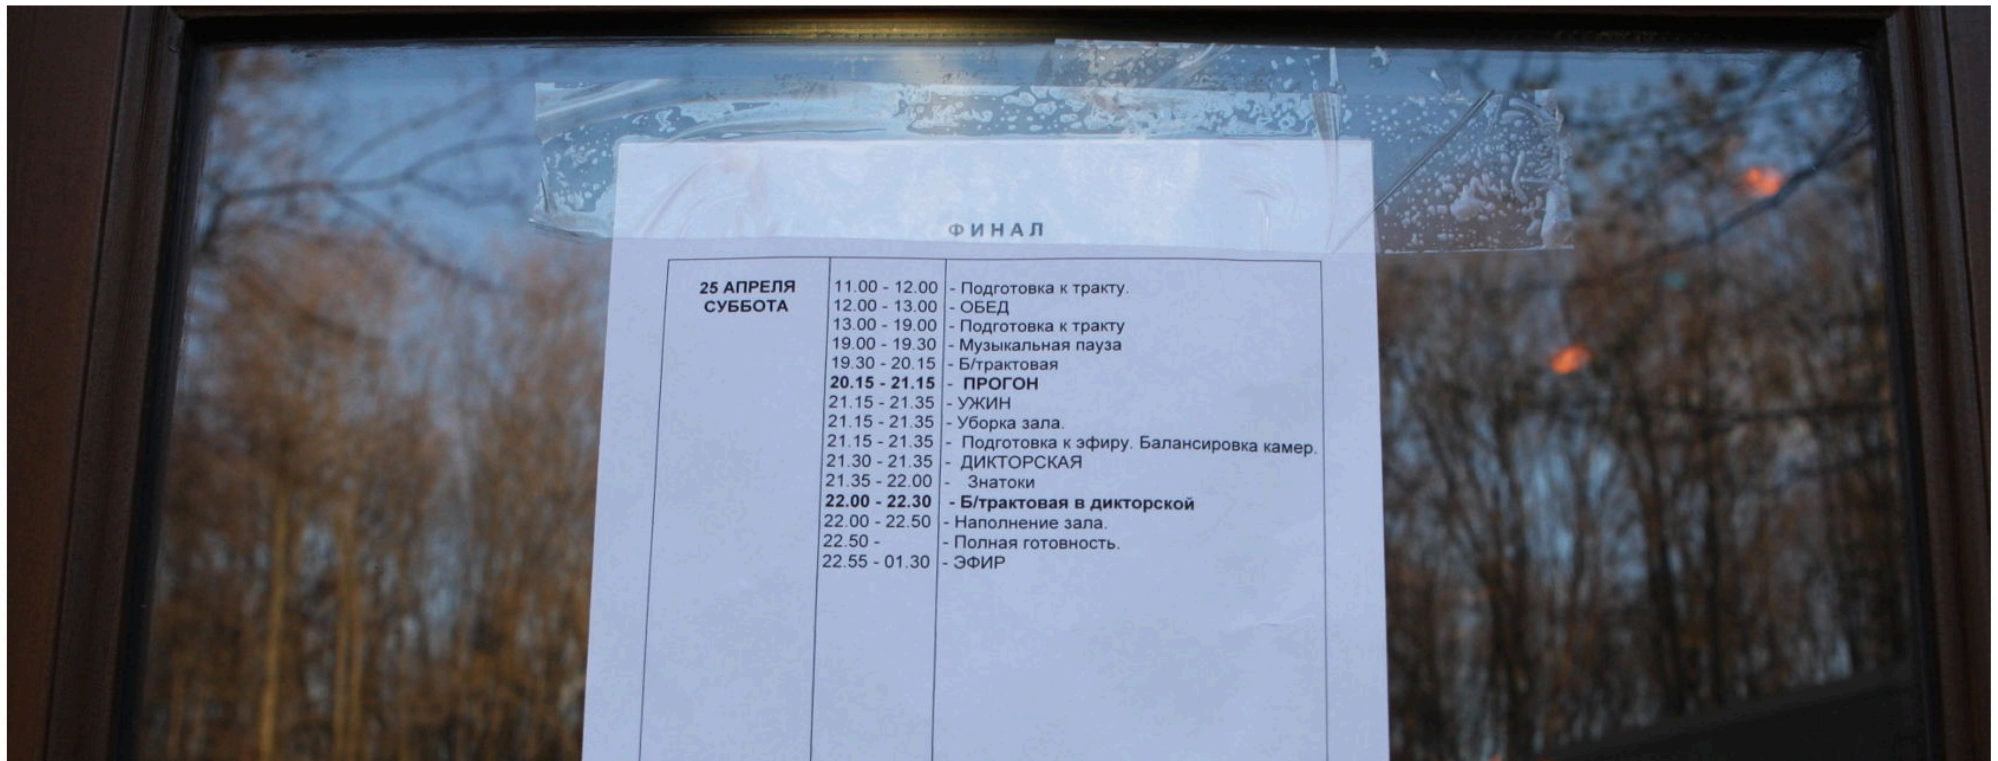 ФИНАЛ
25 АПРЕЛЯ
СУББОТА
11.00 - 12.00 - Подготовка к тракту.
12.00 - 13.00 - ОБЕД
13.00 - 19.00 - Подготовка к тракту
19.00 - 19.30 - Музыкальная пауза
19.30 - 20.15 - Б/трактовая
20.15 - 21.15 - ПРОГОН
21.15 - 21.35 - УЖИН
21.15 - 21.35 - Уборка зала.
21.15 - 21.35 - Подготовка к эфиру. Балансировка камер.
21.30 - 21.35 - ДИКТОРСКАЯ
21.35 - 22.00 - Знатоки
22.00 - 22.30 - Б/трактовая в дикторской
22.00 - 22.50 - Наполнение зала.
22.50 - - Полная готовность.
22.55 - 01.30 - ЭФИР